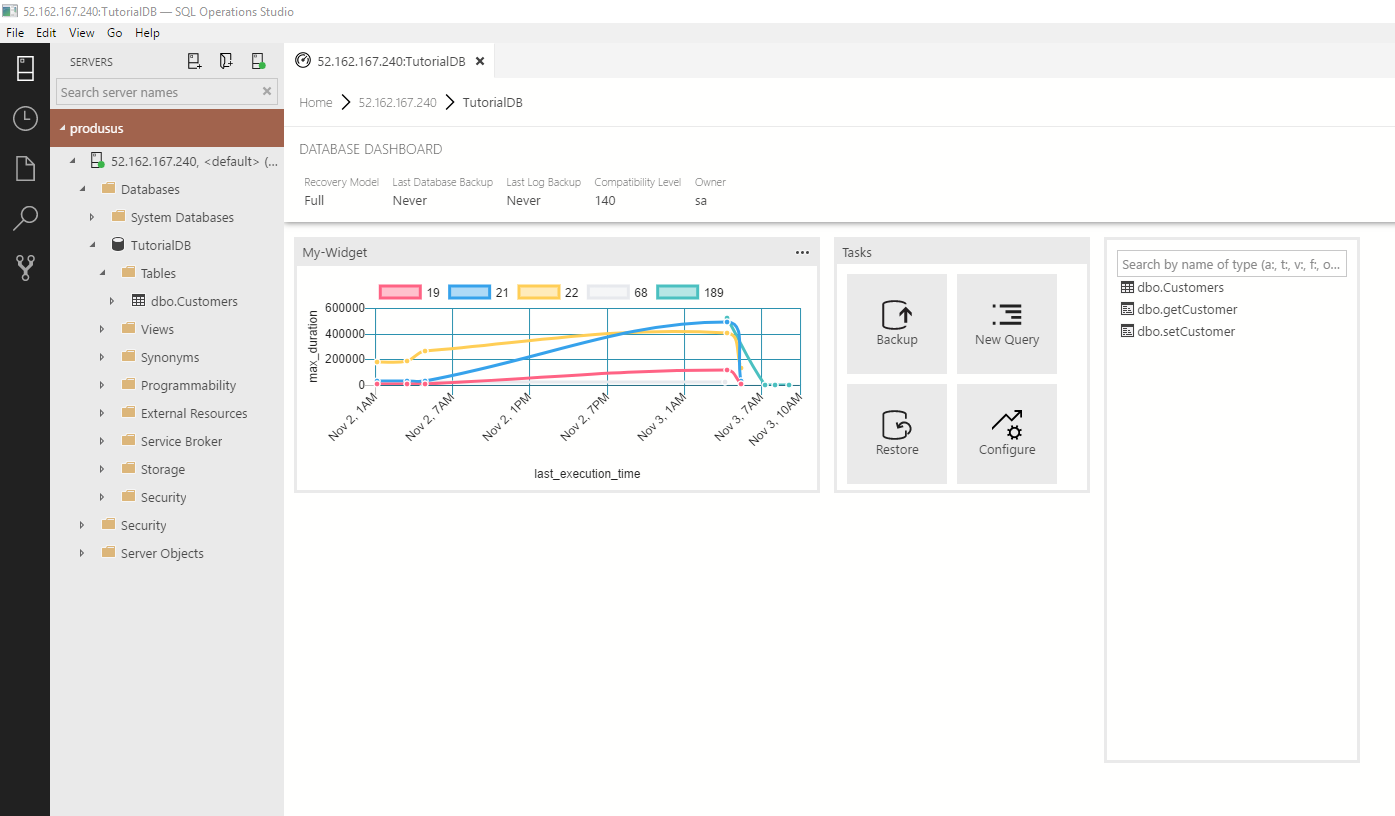 52.162.167.240:TutorialDB — SQL Operations Studio
File Edit View Go Help
SERVERS
Search server names
produsus
52.162.167.240, <default> (...
Databases
System Databases
TutorialDB
Tables
dbo.Customers
Views
Synonyms
Programmability
External Resources
Service Broker
Storage
Security
Security
Server Objects
52.162.167.240:TutorialDB
Home 52.162.167.240 TutorialDB
DATABASE DASHBOARD
Recovery Model Last Database Backup Last Log Backup Compatibility Level Owner
Full Never Never 140 sa
My-Widget
19 21 22 68 189
max_duration
600000
400000
200000
0
Nov 2, 1AM
Nov 2, 7AM
Nov 2, 1PM
Nov 2, 7PM
Nov 3, 1AM
Nov 3, 7AM
Nov 3, 10AM
last_execution_time
Tasks
Backup
New Query
Restore
Configure
Search by name of type (a:, t:, v:, f:, o...
dbo.Customers
dbo.getCustomer
dbo.setCustomer